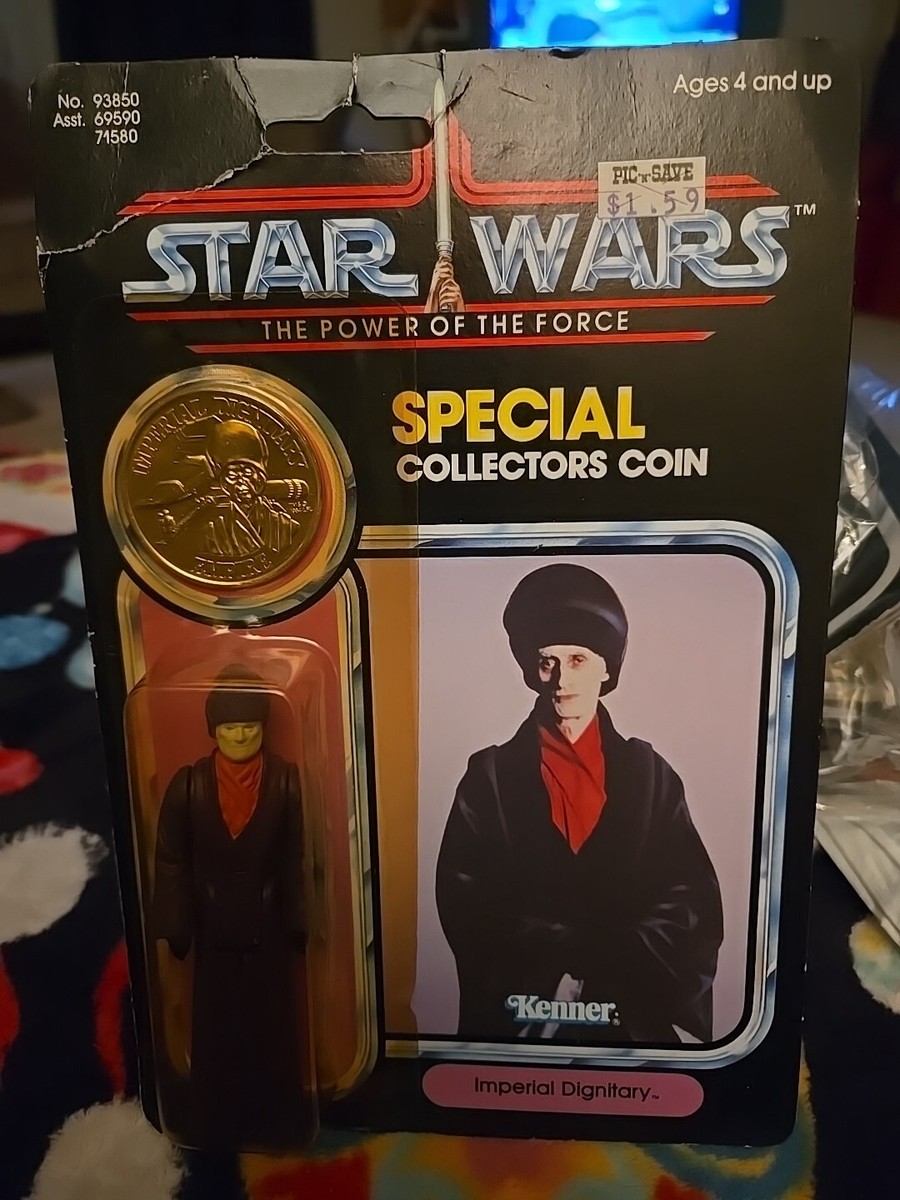 No. 93850
Asst. 69590
71580
Ages 4 and up
PIC 'N' SAVE
$1.59
STAR WARS™
THE POWER OF THE FORCE
IMPERIAL DIGNITARY
EMPIRE
SPECIAL
COLLECTORS COIN
Kenner®
Imperial Dignitary™